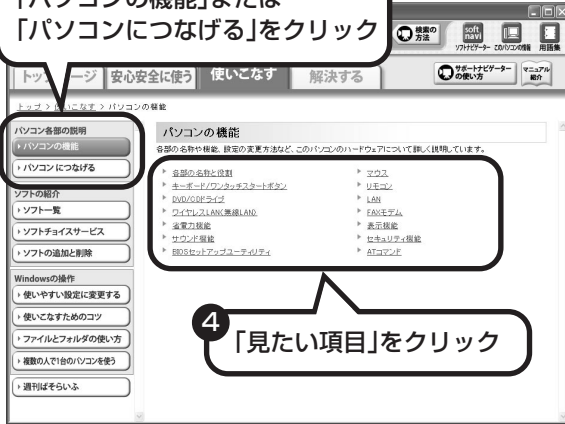 「パソコンの機能」または
「パソコンにつなげる」をクリック
検索の方法
soft navi
ソフトナビゲーター
このパソコンの情報
用語集
トッ ージ
安心安全に使う
使いこなす
解決する
サポートナビゲーターの使い方
マニュアル紹介
トップ > いこなす > パソコンの機能
パソコン各部の説明
パソコンの機能
パソコンにつなげる
ソフトの紹介
ソフト一覧
ソフトチョイスサービス
ソフトの追加と削除
Windowsの操作
使いやすい設定に変更する
使いこなすためのコツ
ファイルとフォルダの使い方
複数の人で1台のパソコンを使う
週刊ぱそらいふ
パソコンの機能
各部の名称や機能、設定の変更方法など、このパソコンのハードウェアについて詳しく説明しています。
各部の名称と役割
キーボード/ワンタッチスタートボタン
DVD/CDドライブ
ワイヤレスLAN(無線LAN)
省電力機能
サウンド機能
BIOSセットアップユーティリティ
マウス
リモコン
LAN
FAXモデム
表示機能
セキュリティ機能
ATコマンド
4
「見たい項目」をクリック